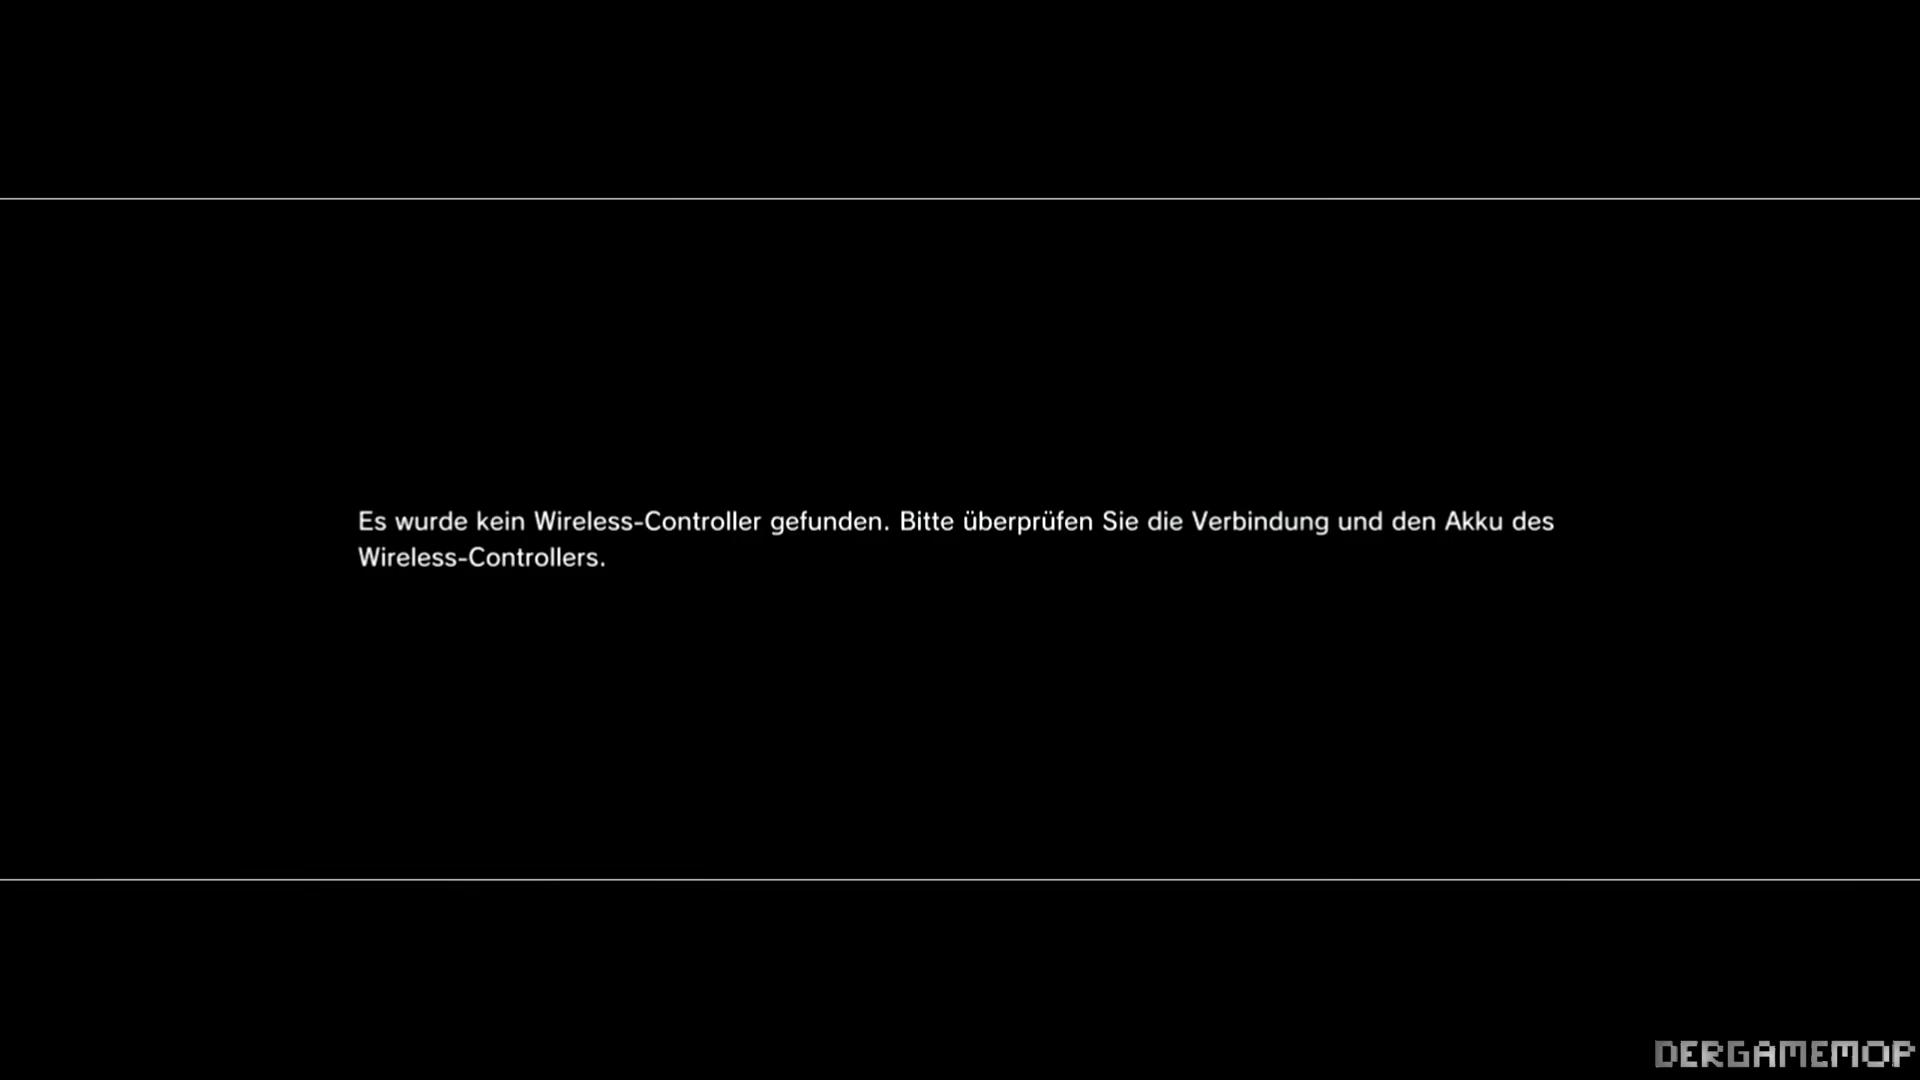 Es wurde kein Wireless-Controller gefunden. Bitte überprüfen Sie die Verbindung und den Akku des
Wireless-Controllers.
DERGAMEMOP